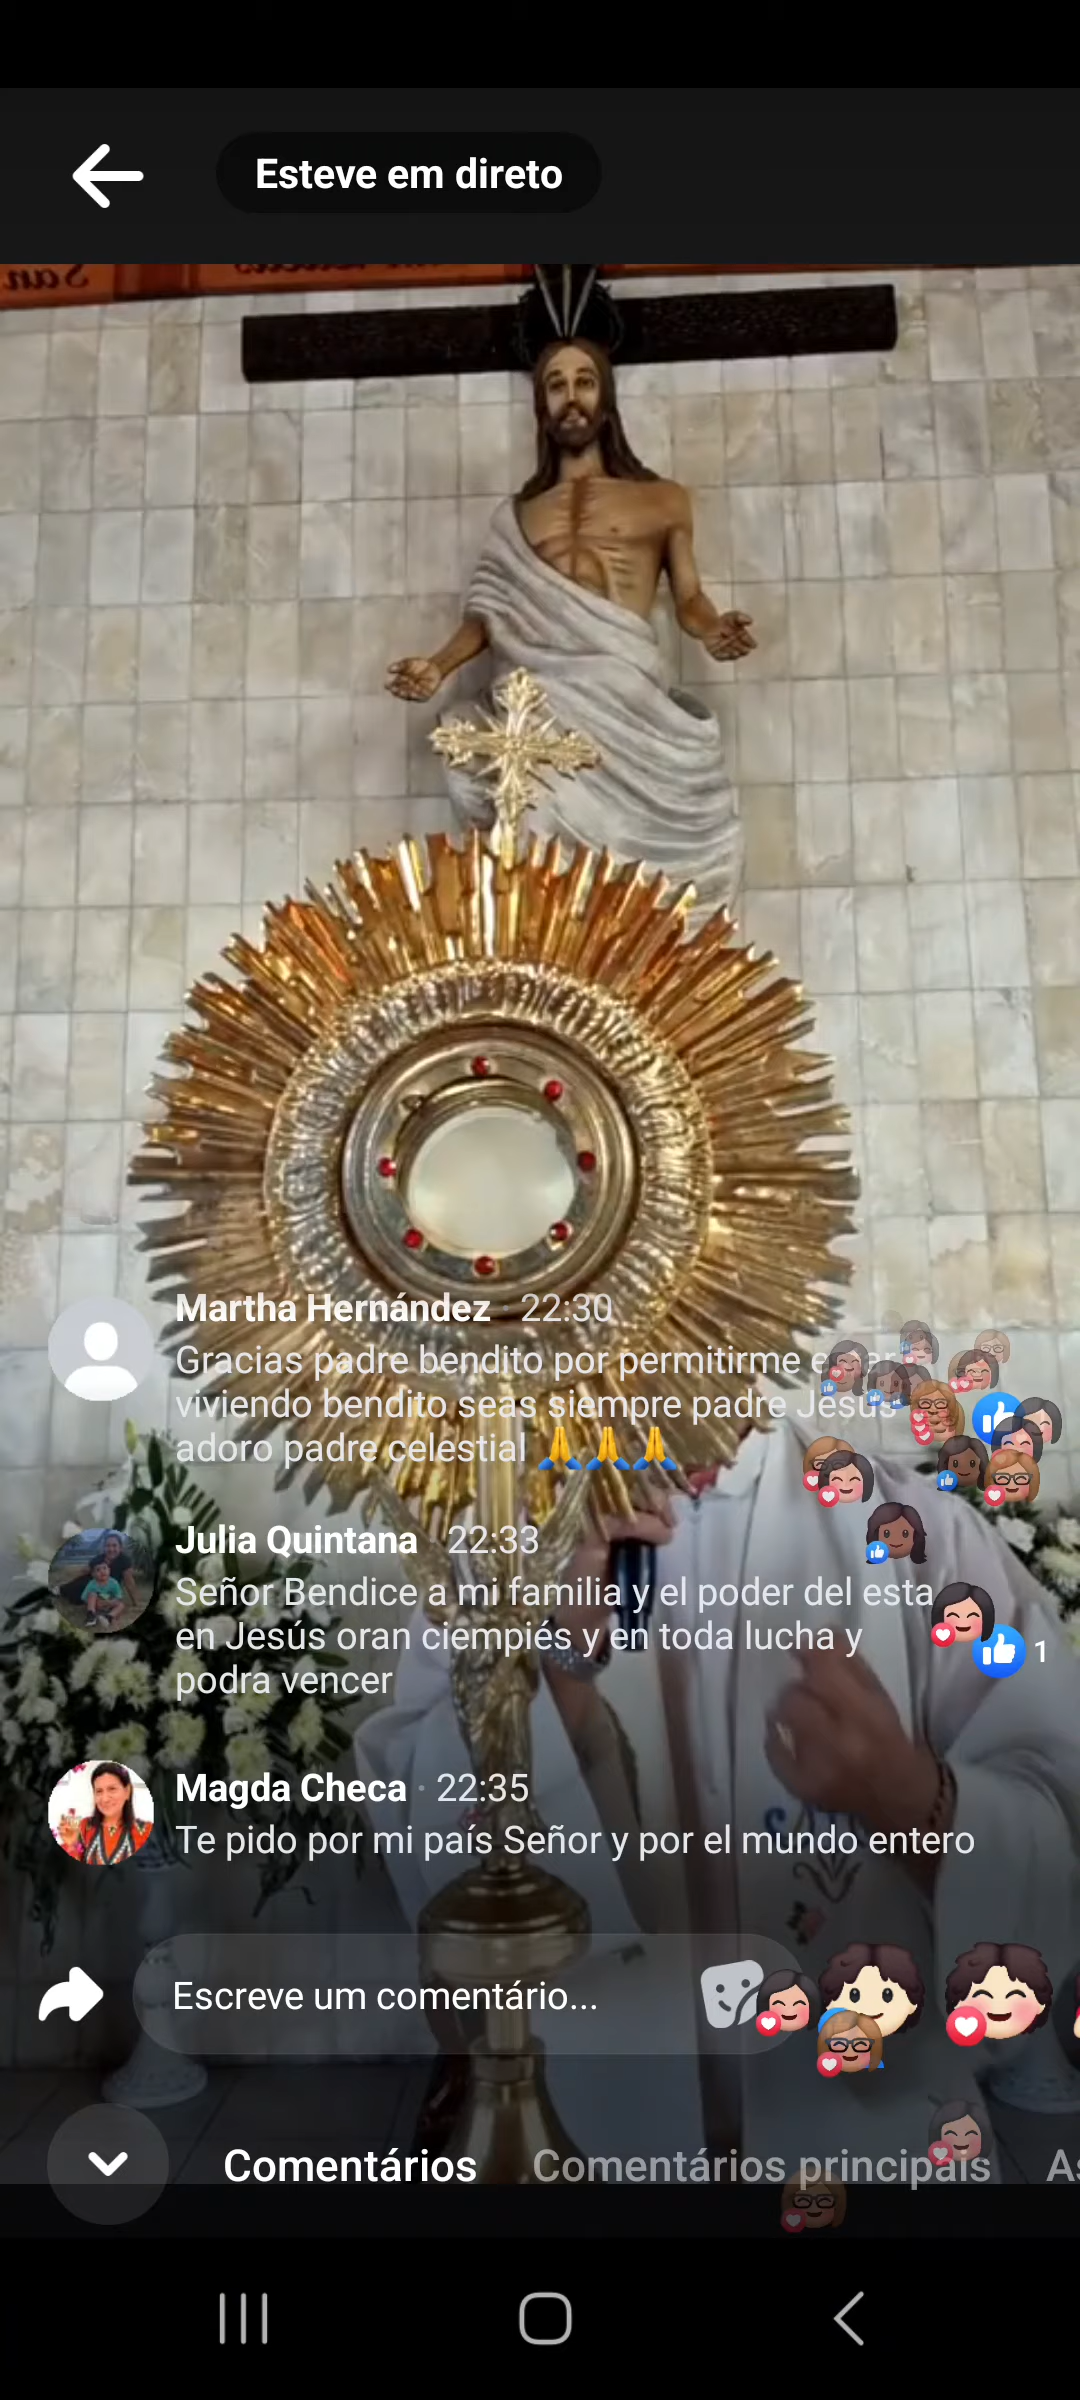 Esteve em direto
San
Martha Hernández · 22:30
Gracias padre bendito por permitirme
viviendo bendito seas siempre padre Jesús
adoro padre celestial 🙏🙏🙏
Julia Quintana · 22:33
Señor Bendice a mi familia y el poder del esta
en Jesús oran ciempiés y en toda lucha y
podra vencer
1
Magda Checa · 22:35
Te pido por mi país Señor y por el mundo entero
Escreve um comentário...
Comentários Comentários principais As